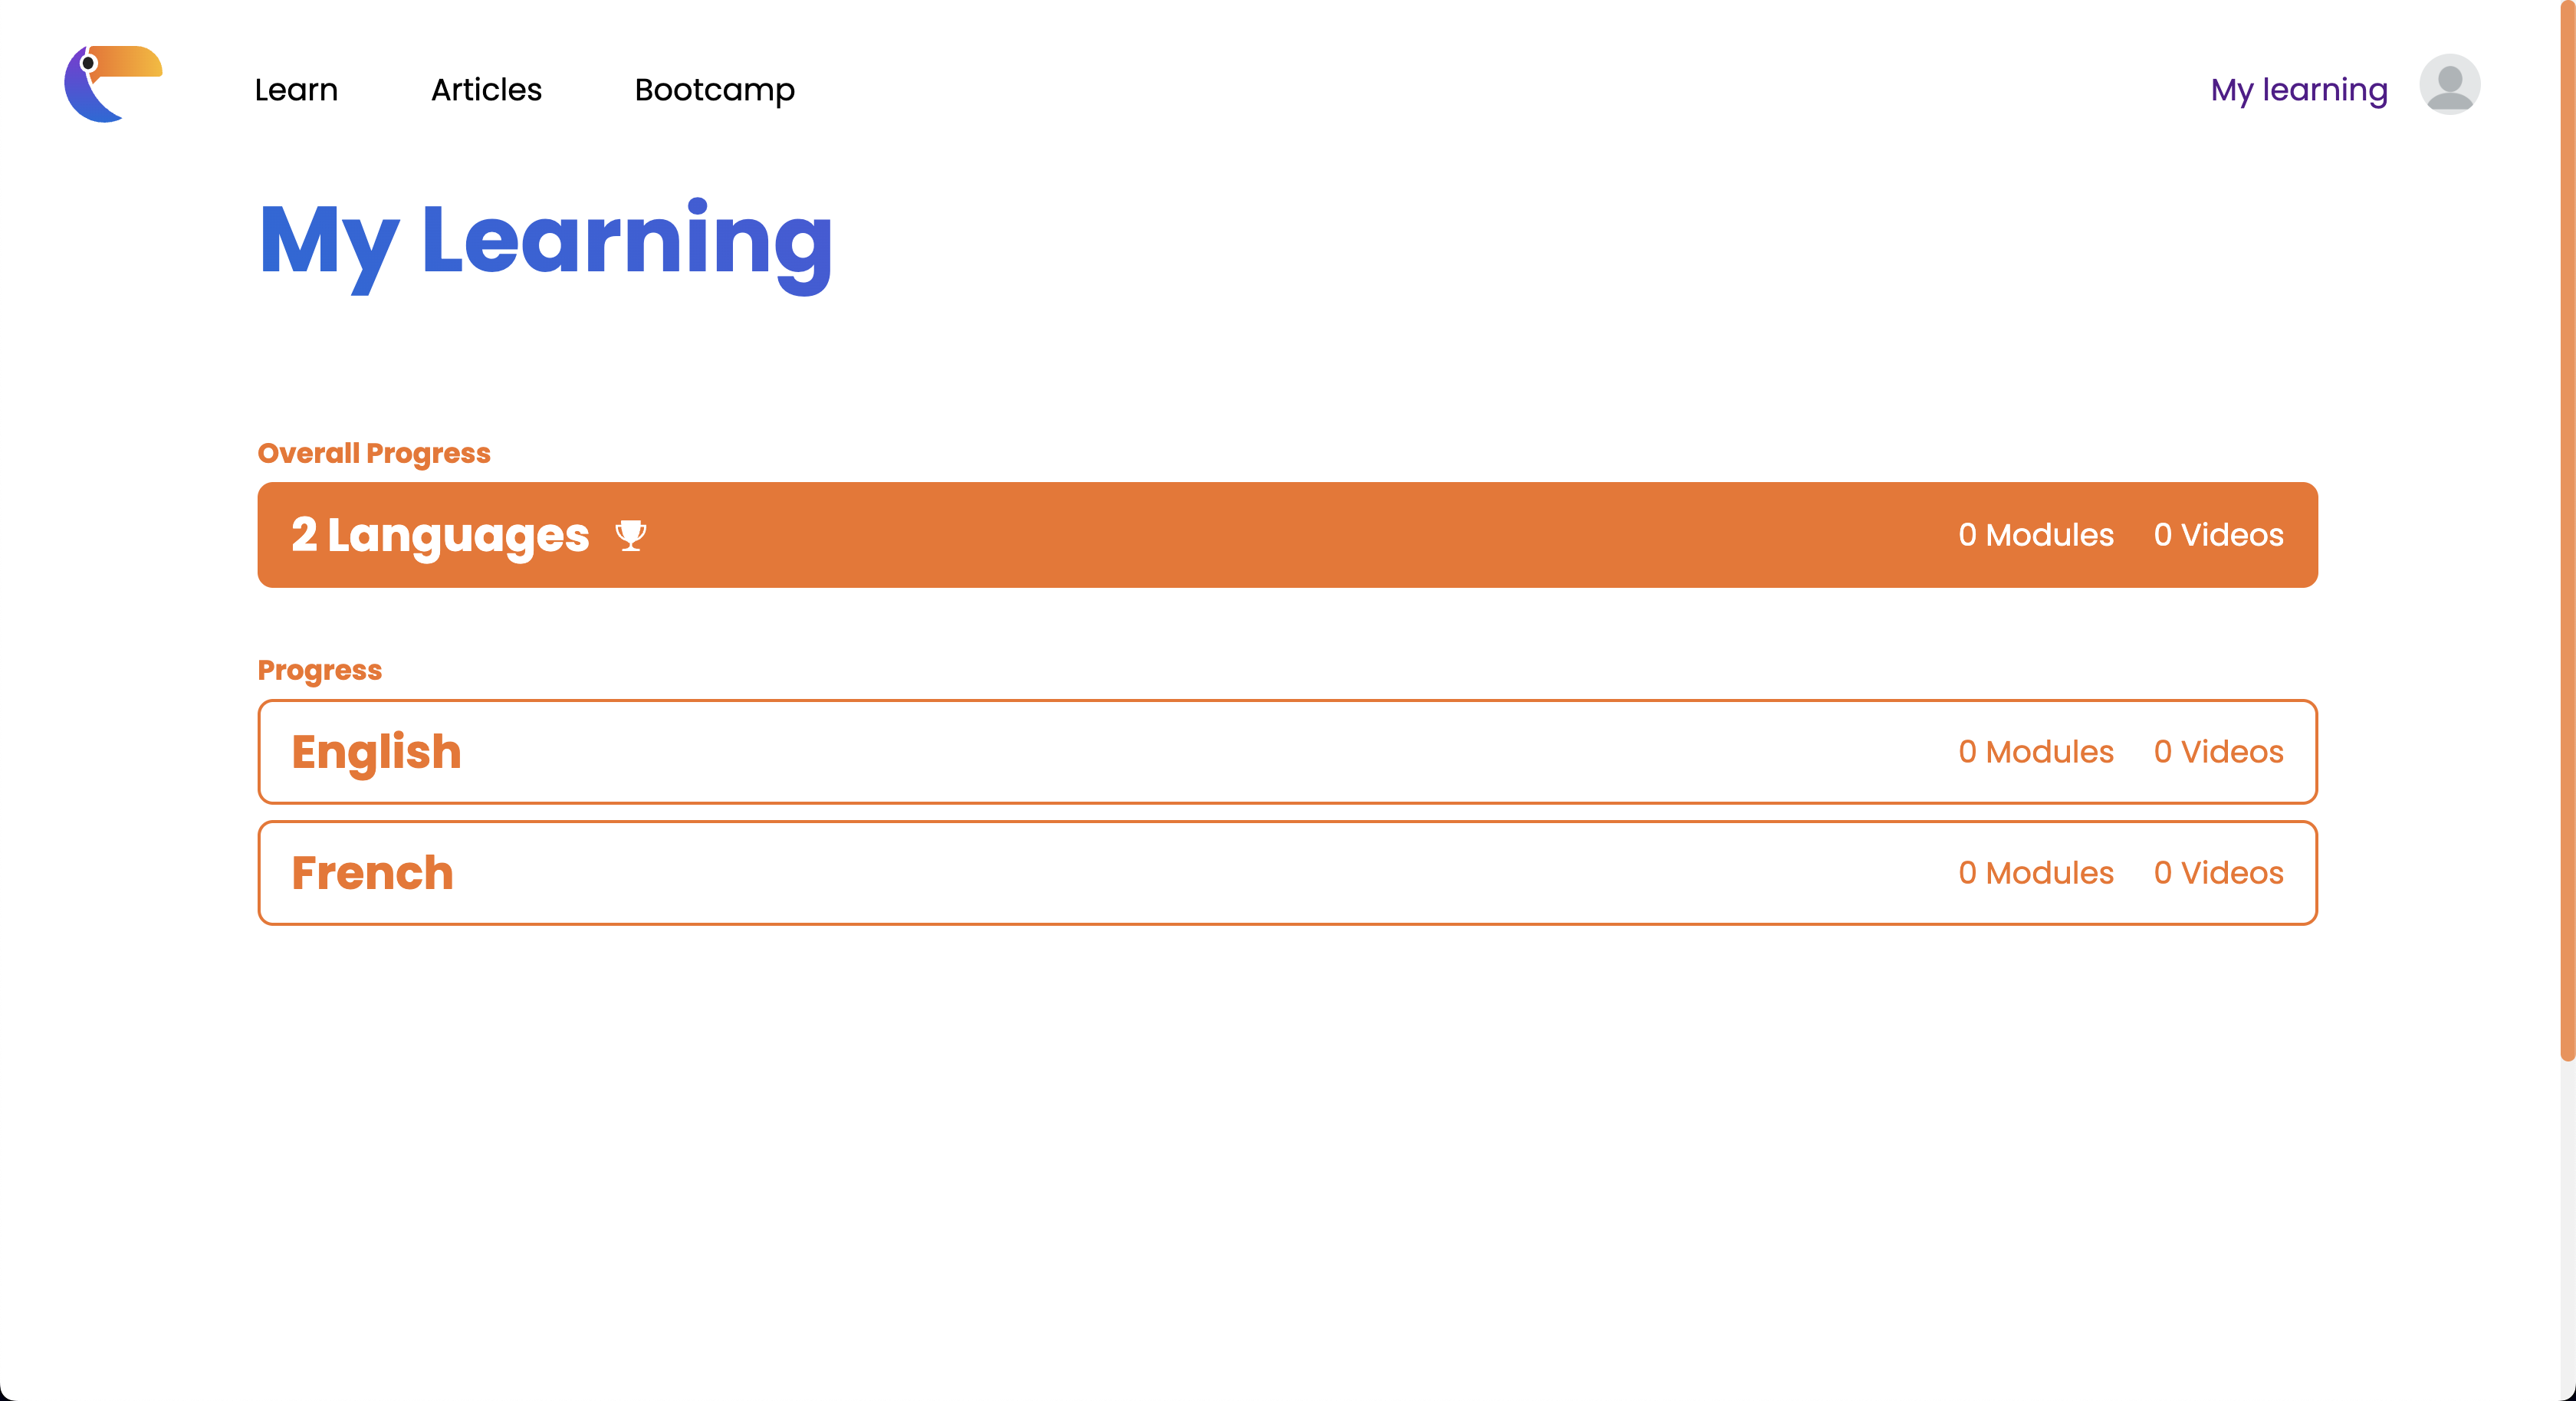 Learn Articles Bootcamp My learning
My Learning
Overall Progress
2 Languages 0 Modules 0 Videos
Progress
English 0 Modules 0 Videos
French 0 Modules 0 Videos